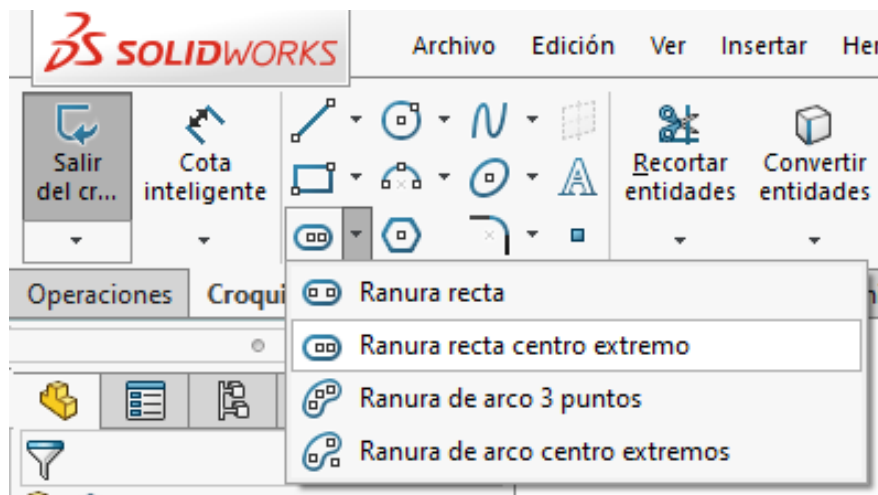 SOLIDWORKS Archivo Edición Ver Insertar
Salir del cr... Cota inteligente Recortar entidades Convertir entidades
Operaciones Croqui
Ranura recta
Ranura recta centro extremo
Ranura de arco 3 puntos
Ranura de arco centro extremos